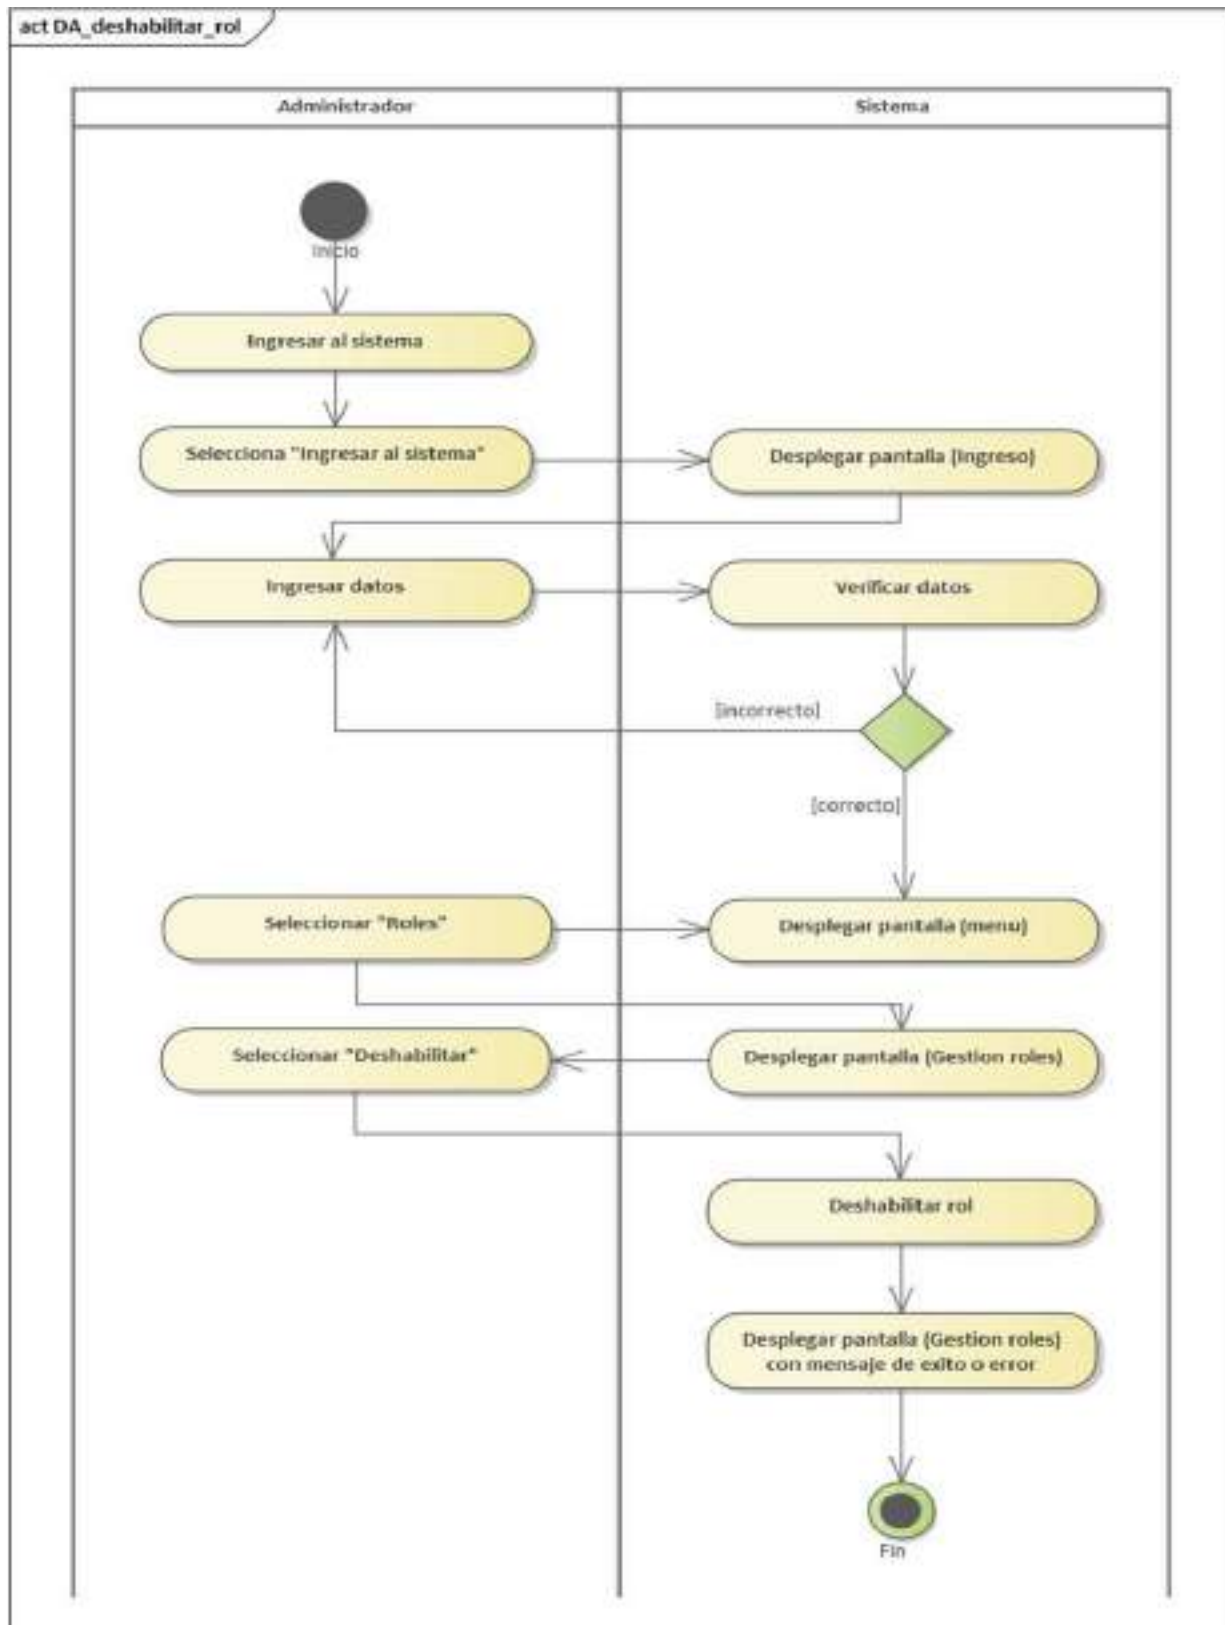 act DA_deshabilitar_rol
Administrador
Sistema
Inicio
Ingresar al sistema
Selecciona "Ingresar al sistema"
Desplegar pantalla (Ingreso)
Ingresar datos
Verificar datos
[incorrecto]
[correcto]
Seleccionar "Roles"
Desplegar pantalla (menu)
Seleccionar "Deshabilitar"
Desplegar pantalla (Gestion roles)
Deshabilitar rol
Desplegar pantalla (Gestion roles)
con mensaje de exito o error
Fin